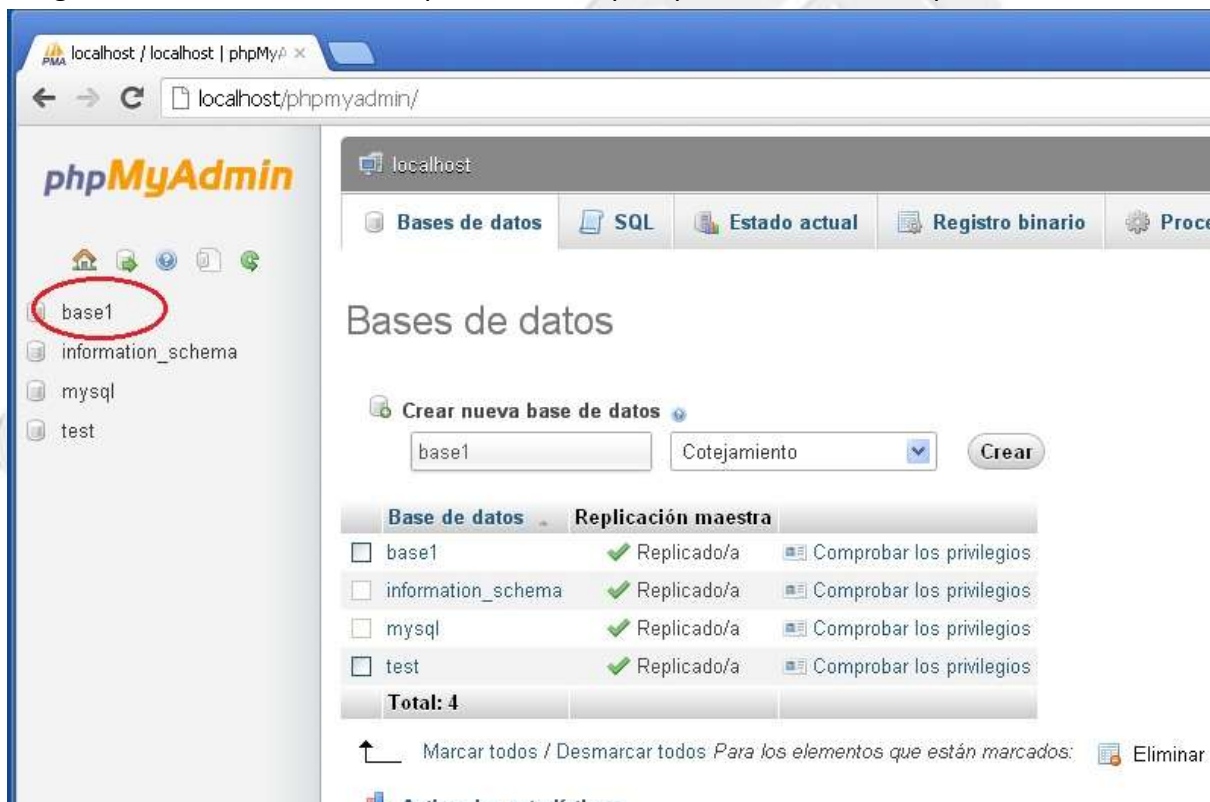 localhost / localhost | phpMyA
localhost/phpmyadmin/
phpMyAdmin
localhost
Bases de datos SQL Estado actual Registro binario Proce
base1
information_schema
mysql
test
Bases de datos
Crear nueva base de datos
base1 Cotejamiento Crear
Base de datos Replicación maestra
base1 Replicado/a Comprobar los privilegios
information_schema Replicado/a Comprobar los privilegios
mysql Replicado/a Comprobar los privilegios
test Replicado/a Comprobar los privilegios
Total: 4
Marcar todos / Desmarcar todos Para los elementos que están marcados: Eliminar